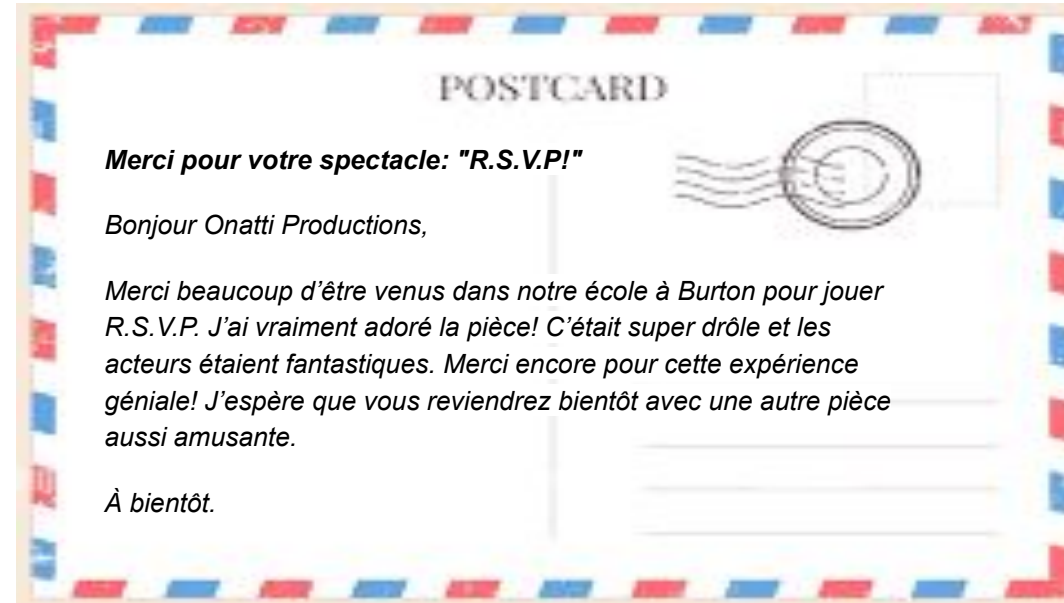 POSTCARD
Merci pour votre spectacle: "R.S.V.P!"
Bonjour Onatti Productions,
Merci beaucoup d’être venus dans notre école à Burton pour jouer
R.S.V.P. J’ai vraiment adoré la pièce! C’était super drôle et les
acteurs étaient fantastiques. Merci encore pour cette expérience
géniale! J’espère que vous reviendrez bientôt avec une autre pièce
aussi amusante.
À bientôt.